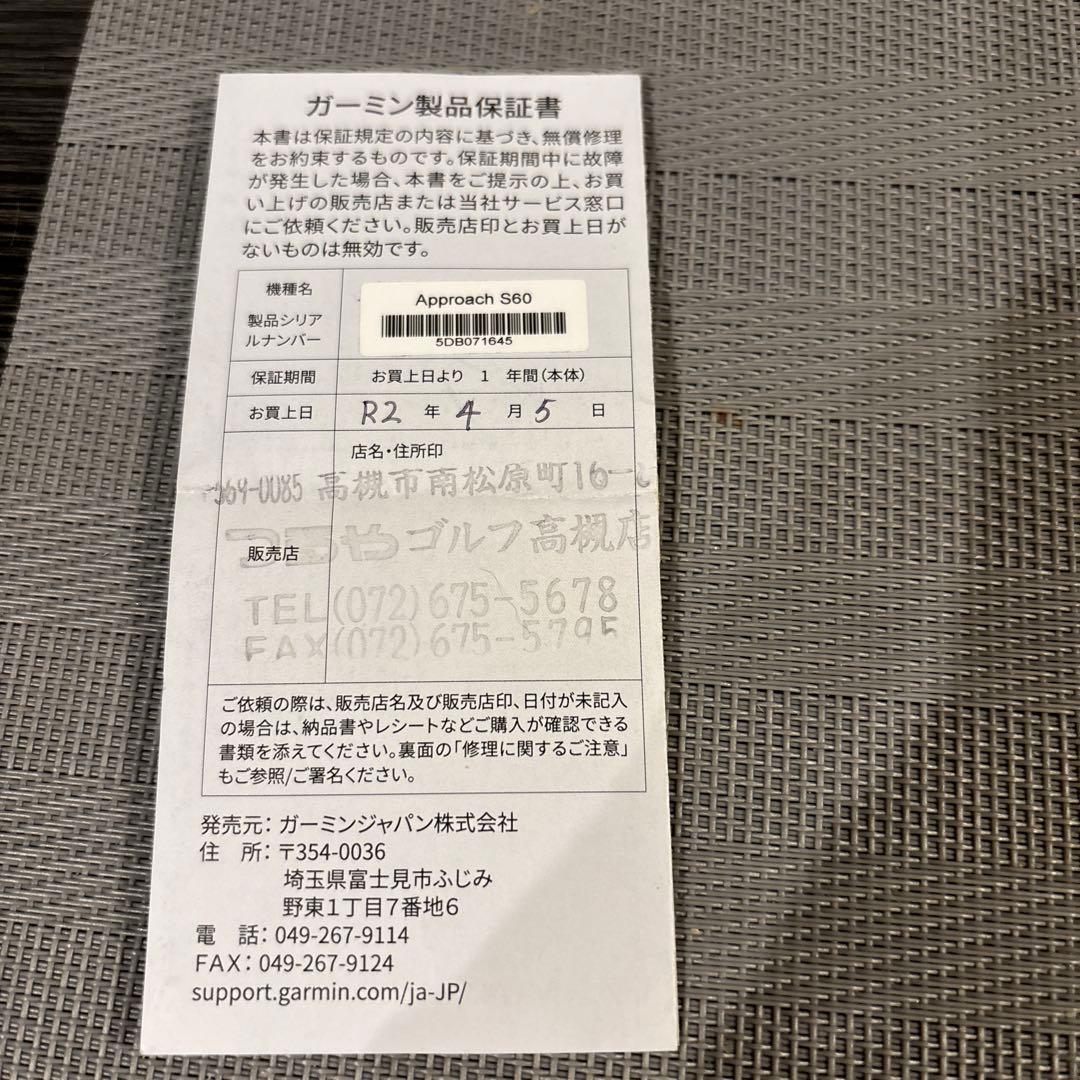 ガーミン製品保証書
本書は保証規定の内容に基づき、無償修理
をお約束するものです。保証期間中に故障
が発生した場合、本書をご提示の上、お買
い上げの販売店または当社サービス窓口
にご依頼ください。販売店印とお買上日が
ないものは無効です。
機種名
Approach S60
製品シリア
ルナンバー
5DB071645
保証期間 お買上日より 1 年間(本体)
お買上日 R2 年 4 月 5 日
店名・住所印
569-0085 高槻市南松原町16-
販売店
つるやゴルフ高槻店
TEL(072)675-5678
FAX(072)675-5795
ご依頼の際は、販売店名及び販売店印、日付が未記入
の場合は、納品書やレシートなどご購入が確認できる
書類を添えてください。裏面の「修理に関するご注意」
もご参照/ご署名ください。
発売元: ガーミンジャパン株式会社
住 所: 〒354-0036
埼玉県富士見市ふじみ
野東1丁目7番地6
電 話: 049-267-9114
FAX: 049-267-9124
support.garmin.com/ja-JP/